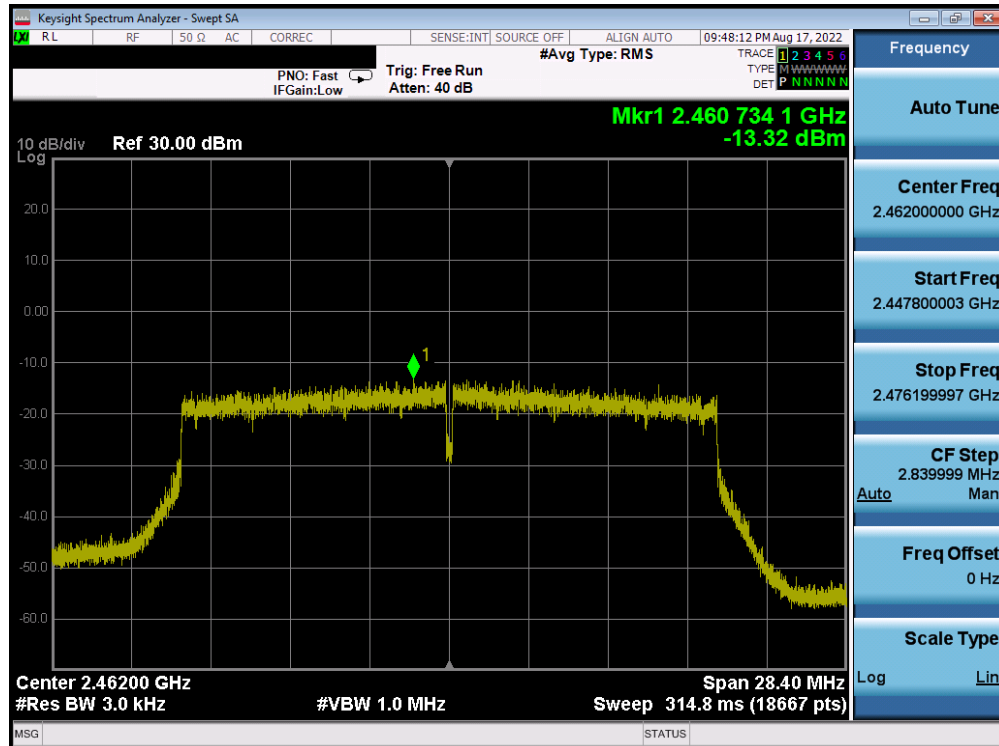 Keysight Spectrum Analyzer - Swept SA
LXI RL RF 50 Ω AC CORREC SENSE:INT SOURCE OFF ALIGN AUTO 09:48:12 PM Aug 17, 2022
PNO: Fast Trig: Free Run #Avg Type: RMS TRACE 1 2 3 4 5 6
IFGain:Low Atten: 40 dB TYPE M W W W W W
DET P N N N N N
Mkr1 2.460 734 1 GHz
-13.32 dBm
10 dB/div Ref 30.00 dBm
Log
20.0
10.0
0.00
-10.0
1
-20.0
-30.0
-40.0
-50.0
-60.0
Center 2.46200 GHz Span 28.40 MHz
#Res BW 3.0 kHz #VBW 1.0 MHz Sweep 314.8 ms (18667 pts)
MSG STATUS
Frequency
Auto Tune
Center Freq
2.462000000 GHz
Start Freq
2.447800003 GHz
Stop Freq
2.476199997 GHz
CF Step
2.839999 MHz
Auto Man
Freq Offset
0 Hz
Scale Type
Log Lin